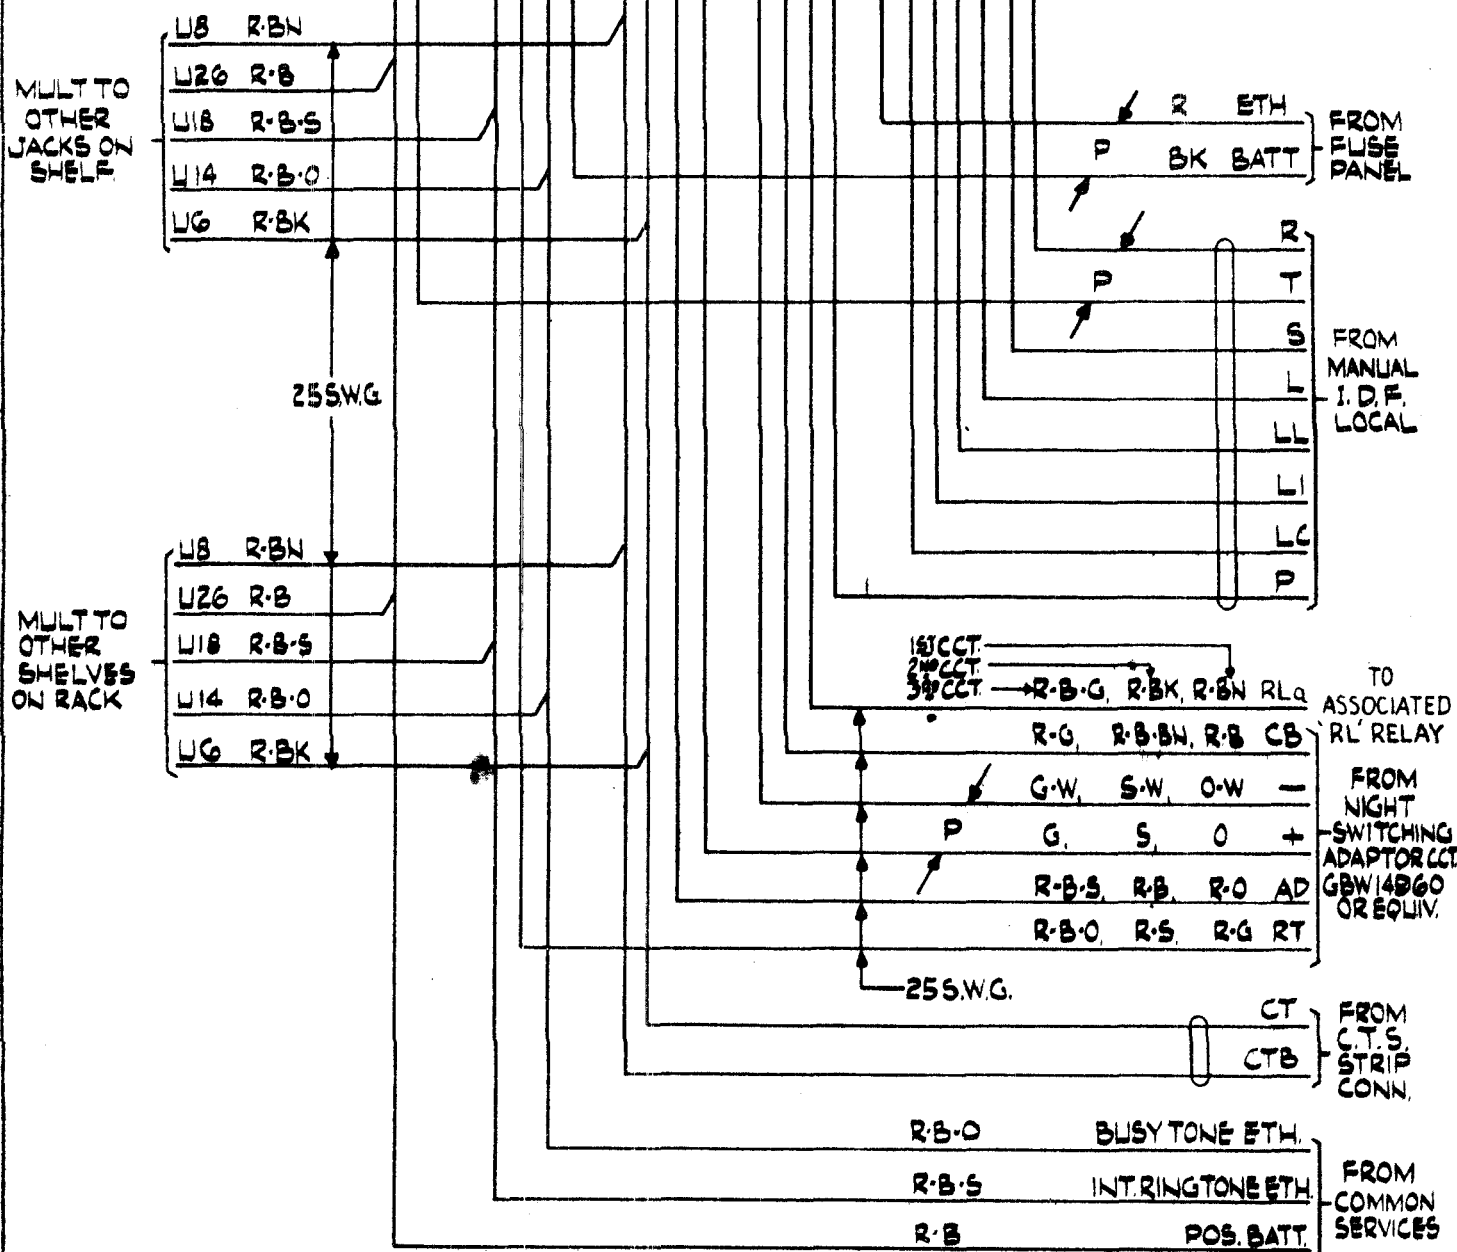 MULT TO
OTHER
JACKS ON
SHELF.
U8 R·BN
U26 R·B
U18 R·B·S
U14 R·B·O
U6 R·BK
25 S.W.G.
MULT TO
OTHER
SHELVES
ON RACK
U8 R·BN
U26 R·B
U18 R·B·S
U14 R·B·O
U6 R·BK
R ETH
P BK BATT
FROM
FUSE
PANEL
R
P T
S
L
LL
L1
LC
P
FROM
MANUAL
I.D.F.
LOCAL
1ST CCT.
2ND CCT.
3RD CCT. R·B·G, R·BK, R·BN RLa
R·G, R·B·BN, R·B CB
G·W, S·W, O·W —
P G, S, O +
R·B·S, R·B, R·O AD
R·B·O, R·S, R·G RT
25 S.W.G.
TO
ASSOCIATED
'RL' RELAY
FROM
NIGHT
SWITCHING
ADAPTOR CCT.
GBW14860
OR EQUIV.
CT
CTB
FROM
C.T.S.
STRIP
CONN.
R·B·O BUSY TONE ETH.
R·B·S INT. RING TONE ETH.
R·B POS. BATT.
FROM
COMMON
SERVICES